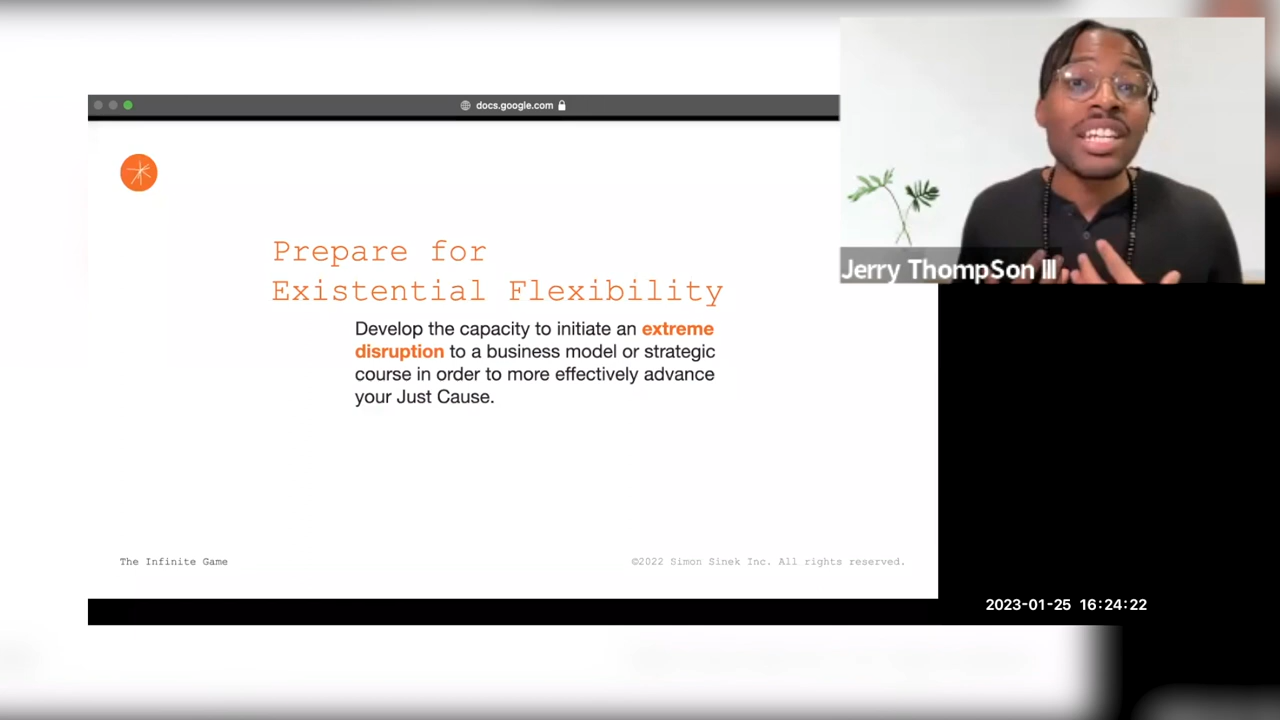 docs.google.com
Prepare for
Existential Flexibility
Develop the capacity to initiate an extreme
disruption to a business model or strategic
course in order to more effectively advance
your Just Cause.
The Infinite Game
©2022 Simon Sinek Inc. All rights reserved.
Jerry ThompSon III
2023-01-25 16:24:22